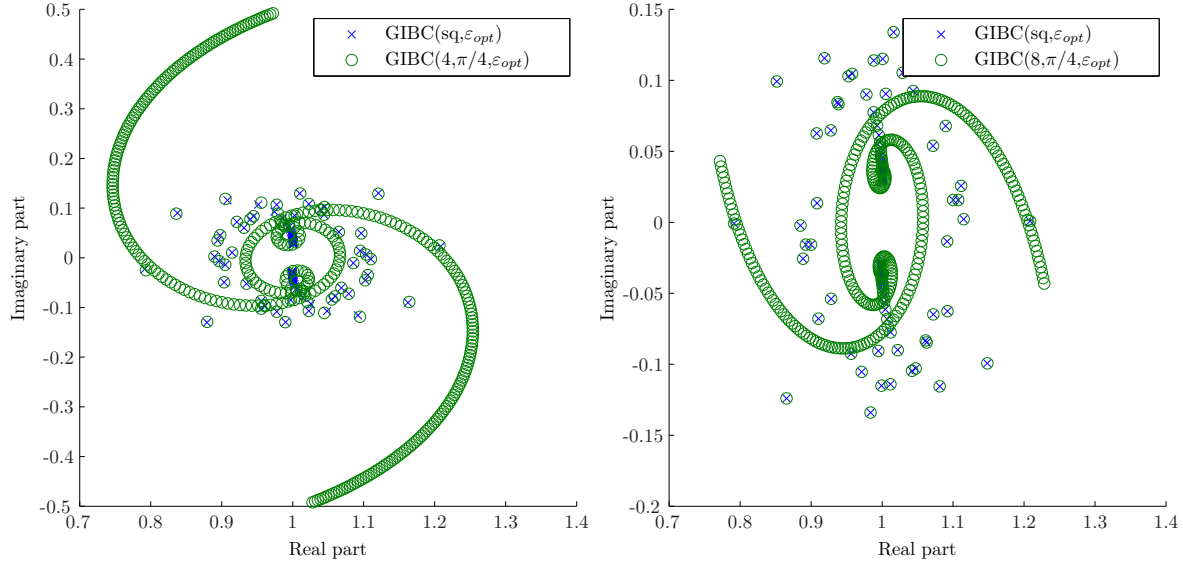 GIBC(sq,εopt)
GIBC(4,π/4,εopt)
0.5
0.4
0.3
0.2
0.1
0
-0.1
-0.2
-0.3
-0.4
-0.5
Imaginary part
0.7 0.8 0.9 1 1.1 1.2 1.3 1.4
Real part
GIBC(sq,εopt)
GIBC(8,π/4,εopt)
0.15
0.1
0.05
0
-0.05
-0.1
-0.15
-0.2
Imaginary part
0.7 0.8 0.9 1 1.1 1.2 1.3 1.4
Real part